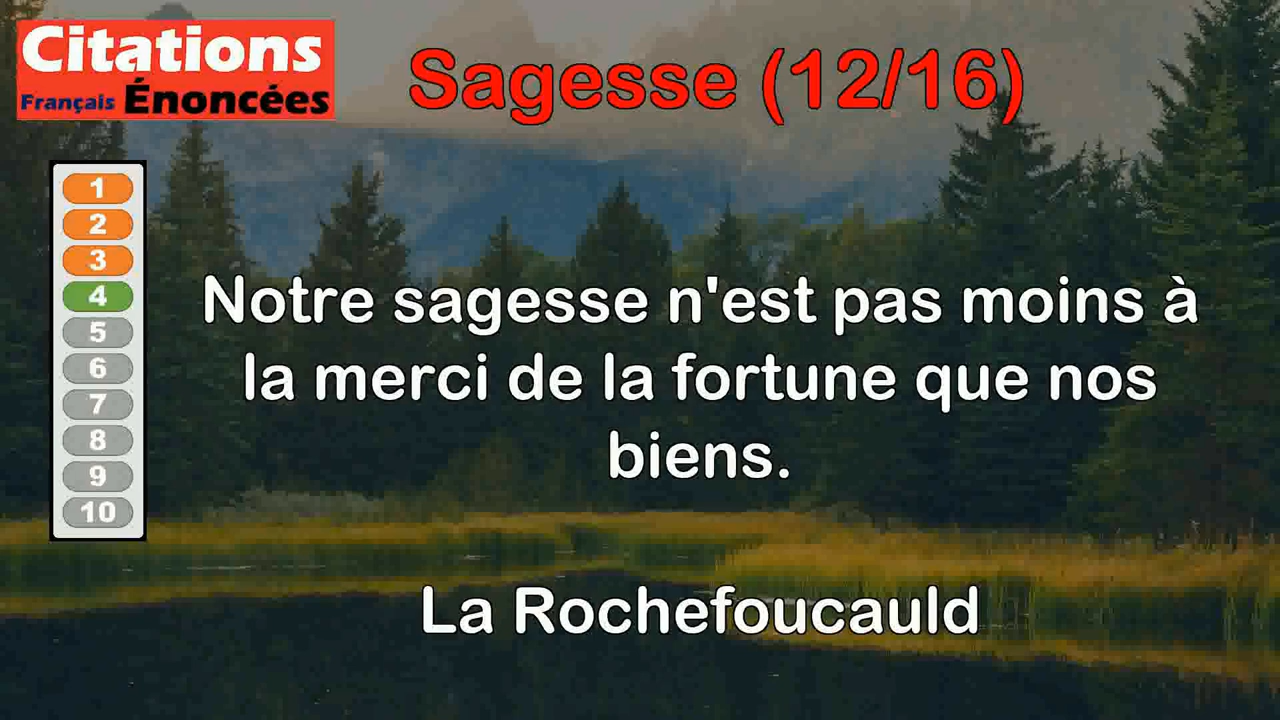 Citations
Français Énoncées
Sagesse (12/16)
1
2
3
4
5
6
7
8
9
10
Notre sagesse n'est pas moins à
la merci de la fortune que nos
biens.
La Rochefoucauld